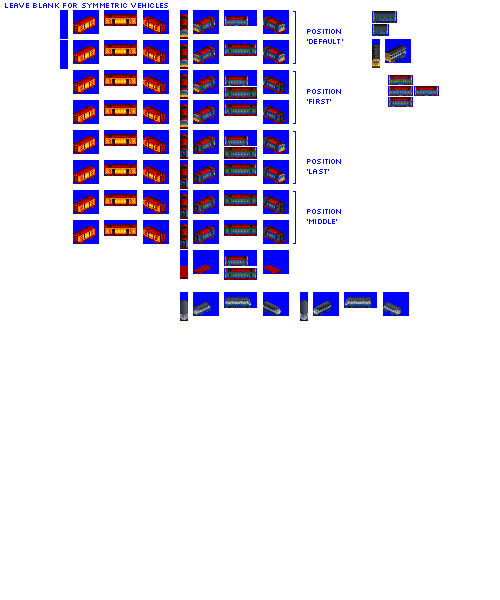 LEAVE BLANK FOR SYMMETRIC VEHICLES
POSITION
'DEFAULT'
POSITION
'FIRST'
POSITION
'LAST'
POSITION
'MIDDLE'